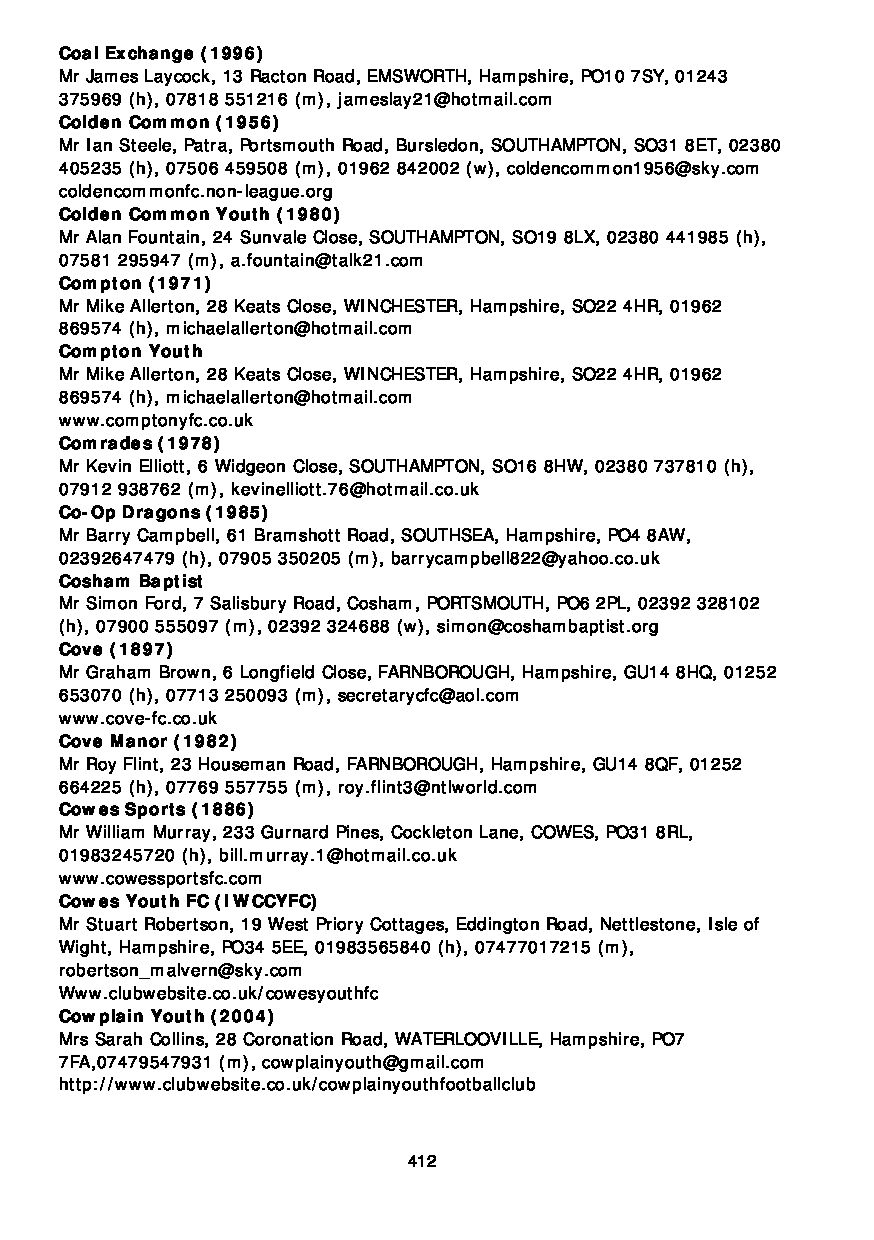 Coal Exchange (1996)
Mr James Laycock, 13 Racton Road, EMSWORTH, Hampshire, PO10 7SY, 01243
375969 (h), 07818 551216 (m), jameslay21@hotmail.com
Colden Common (1956)
Mr Ian Steele, Patra, Portsmouth Road, Bursledon, SOUTHAMPTON, SO31 8ET, 02380
405235 (h), 07506 459508 (m), 01962 842002 (w), coldencommon1956@sky.com
coldencommonfc.non-league.org
Colden Common Youth (1980)
Mr Alan Fountain, 24 Sunvale Close, SOUTHAMPTON, SO19 8LX, 02380 441985 (h),
07581 295947 (m), a.fountain@talk21.com
Compton (1971)
Mr Mike Allerton, 28 Keats Close, WINCHESTER, Hampshire, SO22 4HR, 01962
869574 (h), michaelallerton@hotmail.com
Compton Youth
Mr Mike Allerton, 28 Keats Close, WINCHESTER, Hampshire, SO22 4HR, 01962
869574 (h), michaelallerton@hotmail.com
www.comptonyfc.co.uk
Comrades (1978)
Mr Kevin Elliott, 6 Widgeon Close, SOUTHAMPTON, SO16 8HW, 02380 737810 (h),
07912 938762 (m), kevinelliott.76@hotmail.co.uk
Co-Op Dragons (1985)
Mr Barry Campbell, 61 Bramshott Road, SOUTHSEA, Hampshire, PO4 8AW,
02392647479 (h), 07905 350205 (m), barrycampbell822@yahoo.co.uk
Cosham Baptist
Mr Simon Ford, 7 Salisbury Road, Cosham, PORTSMOUTH, PO6 2PL, 02392 328102
(h), 07900 555097 (m), 02392 324688 (w), simon@coshambaptist.org
Cove (1897)
Mr Graham Brown, 6 Longfield Close, FARNBOROUGH, Hampshire, GU14 8HQ, 01252
653070 (h), 07713 250093 (m), secretarycfc@aol.com
www.cove-fc.co.uk
Cove Manor (1982)
Mr Roy Flint, 23 Houseman Road, FARNBOROUGH, Hampshire, GU14 8QF, 01252
664225 (h), 07769 557755 (m), roy.flint3@ntlworld.com
Cowes Sports (1886)
Mr William Murray, 233 Gurnard Pines, Cockleton Lane, COWES, PO31 8RL,
01983245720 (h), bill.murray.1@hotmail.co.uk
www.cowessportsfc.com
Cowes Youth FC (IWCCYFC)
Mr Stuart Robertson, 19 West Priory Cottages, Eddington Road, Nettlestone, Isle of
Wight, Hampshire, PO34 5EE, 01983565840 (h), 07477017215 (m),
robertson_malvern@sky.com
Www.clubwebsite.co.uk/cowesyouthfc
Cowplain Youth (2004)
Mrs Sarah Collins, 28 Coronation Road, WATERLOOVILLE, Hampshire, PO7
7FA,07479547931 (m), cowplainyouth@gmail.com
http://www.clubwebsite.co.uk/cowplainyouthfootballclub
412